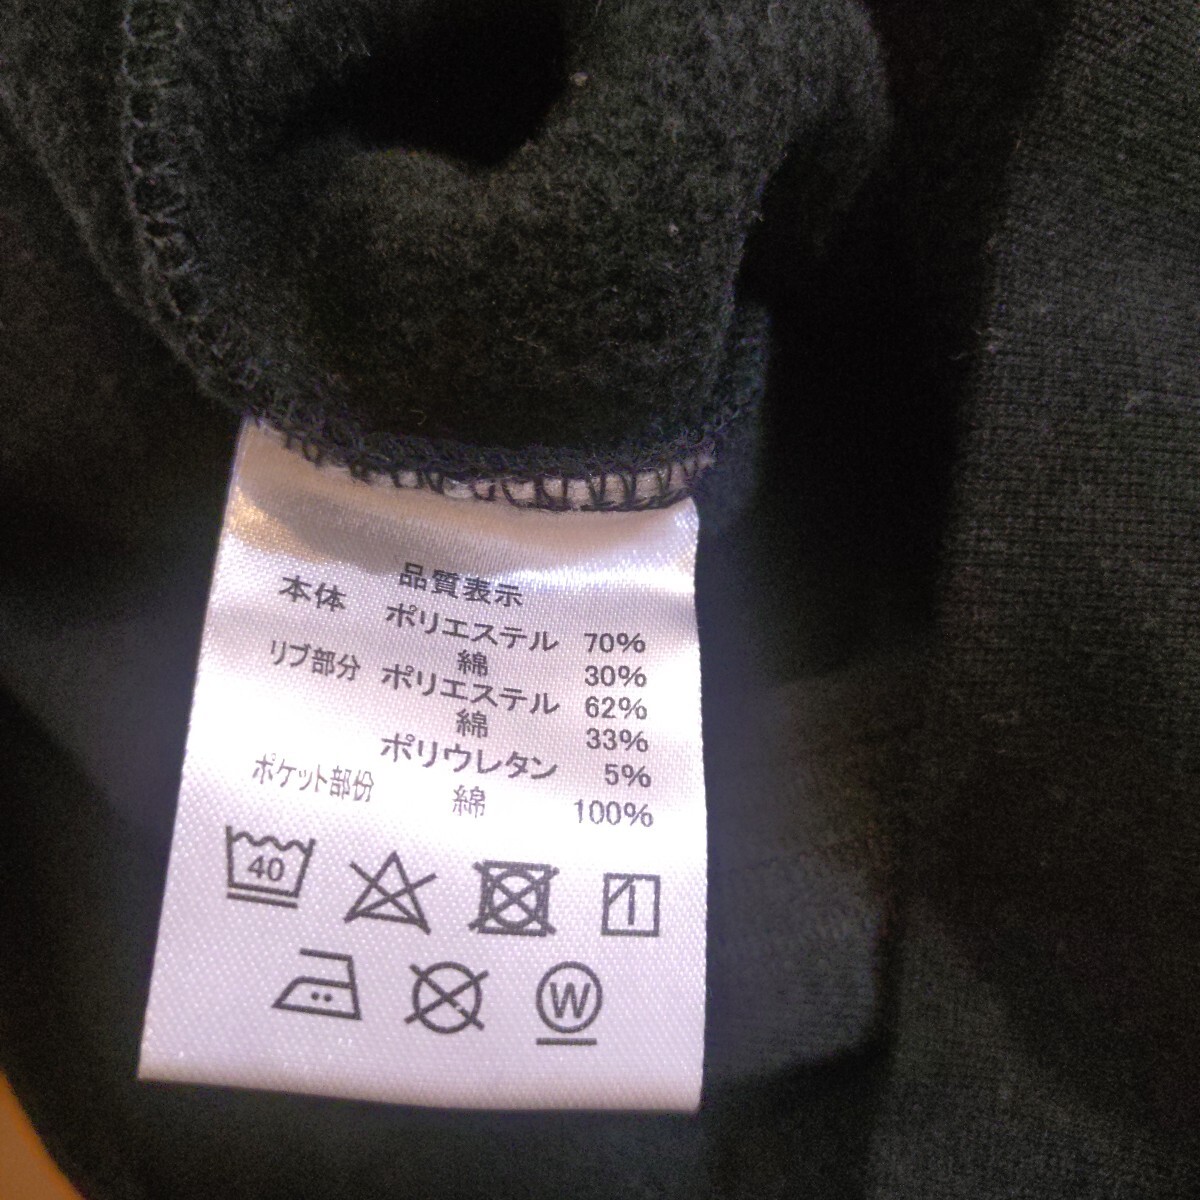 品質表示
本体 ポリエステル 70%
綿 30%
リブ部分 ポリエステル 62%
綿 33%
ポリウレタン 5%
ポケット部份 綿 100%
40
W